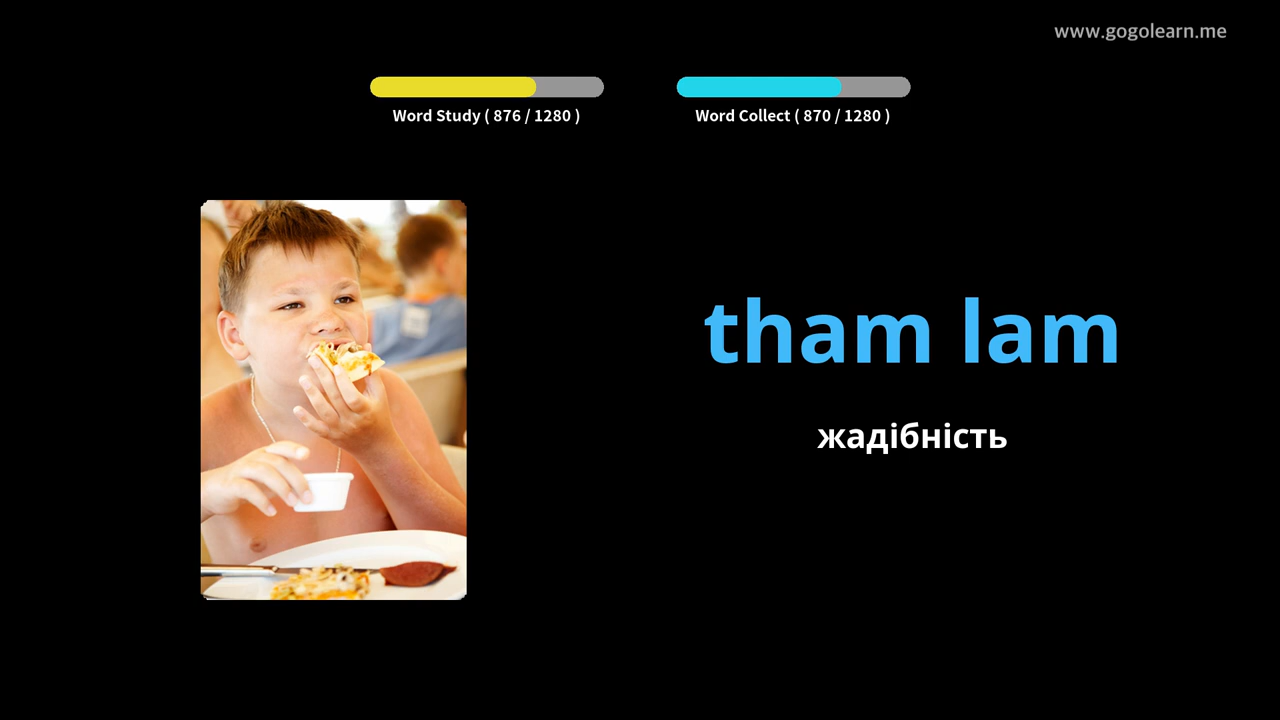 www.gogolearn.me
Word Study ( 876 / 1280 )
Word Collect ( 870 / 1280 )
tham lam
жадібність